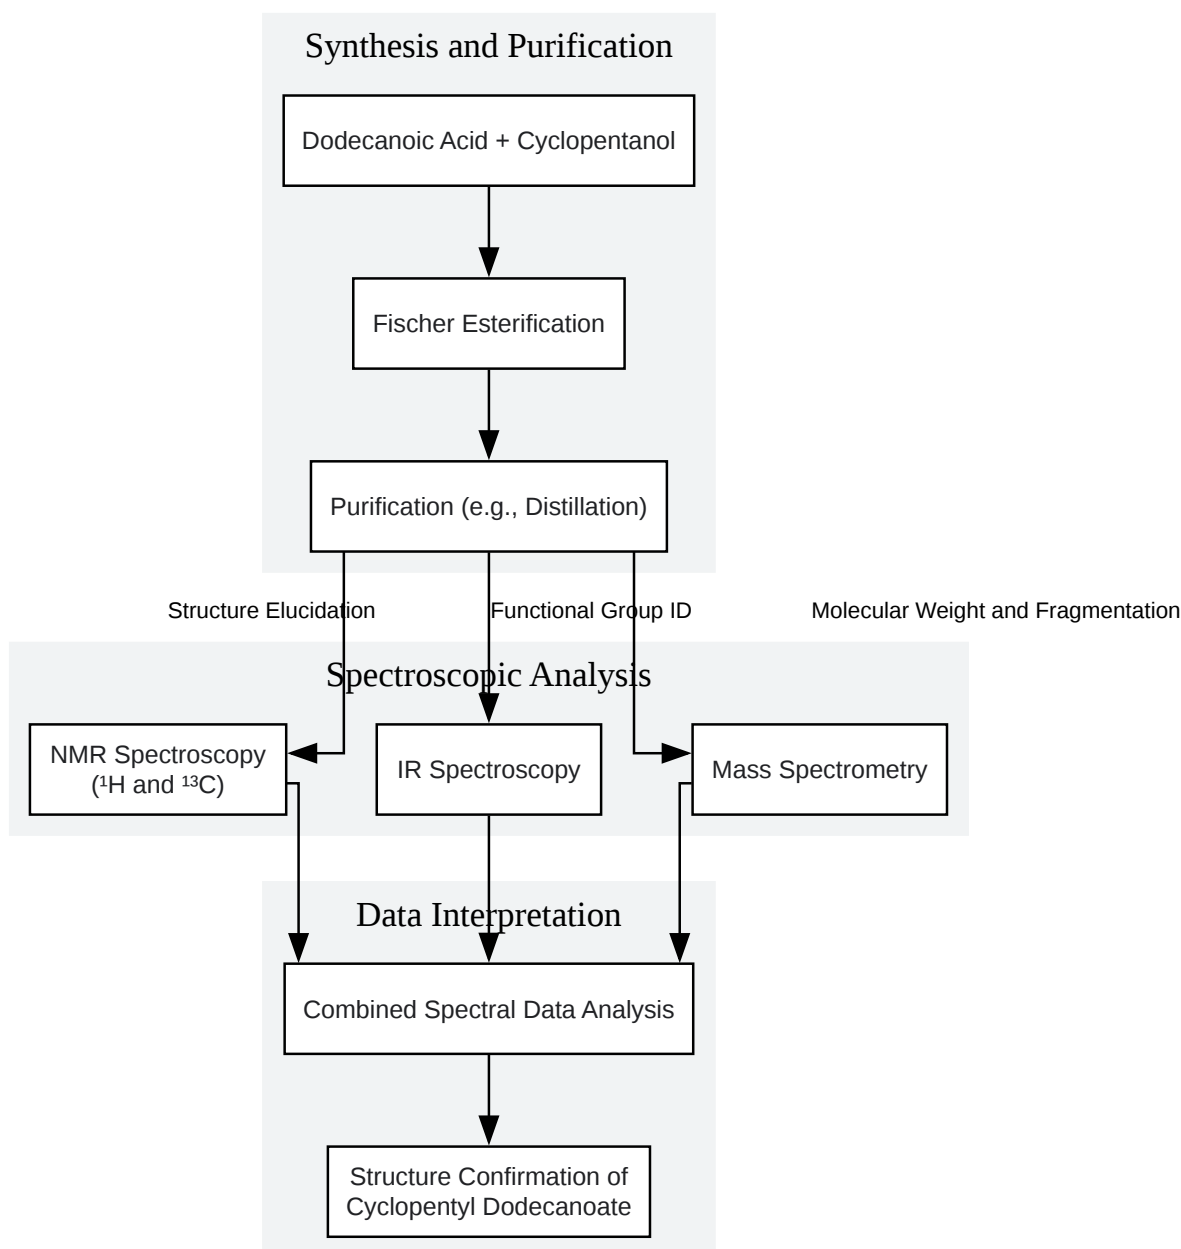 Synthesis and Purification
Dodecanoic Acid + Cyclopentanol
Fischer Esterification
Purification (e.g., Distillation)
Structure Elucidation
Functional Group ID
Molecular Weight and Fragmentation
Spectroscopic Analysis
NMR Spectroscopy
(¹H and ¹³C)
IR Spectroscopy
Mass Spectrometry
Data Interpretation
Combined Spectral Data Analysis
Structure Confirmation of
Cyclopentyl Dodecanoate